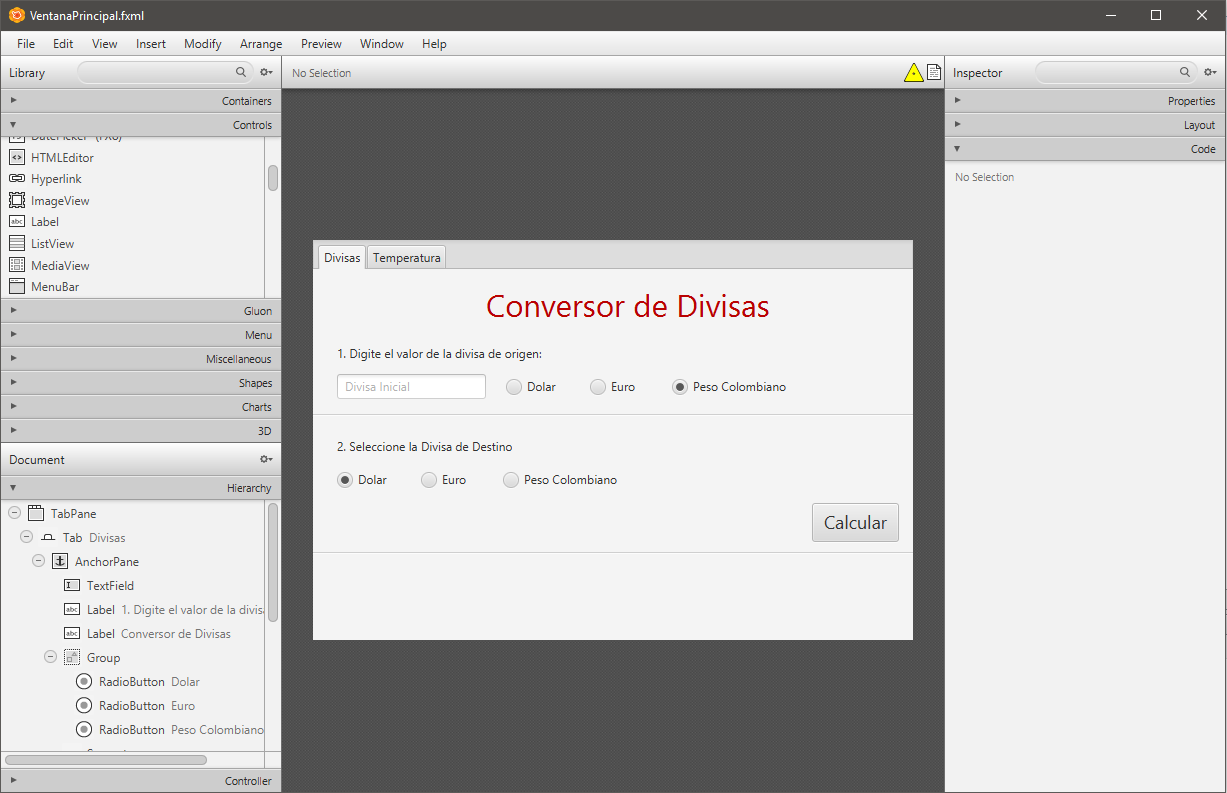 VentanaPrincipal.fxml
File Edit View Insert Modify Arrange Preview Window Help
Library
Containers
Controls
HTMLEditor
Hyperlink
ImageView
abc Label
ListView
MediaView
MenuBar
Gluon
Menu
Miscellaneous
Shapes
Charts
3D
Document
Hierarchy
TabPane
Tab Divisas
AnchorPane
TextField
abc Label 1. Digite el valor de la divisa
abc Label Conversor de Divisas
Group
RadioButton Dolar
RadioButton Euro
RadioButton Peso Colombiano
Controller
No Selection
Divisas Temperatura
Conversor de Divisas
1. Digite el valor de la divisa de origen:
Divisa Inicial Dolar Euro Peso Colombiano
2. Seleccione la Divisa de Destino
Dolar Euro Peso Colombiano
Calcular
Inspector
Properties
Layout
Code
No Selection